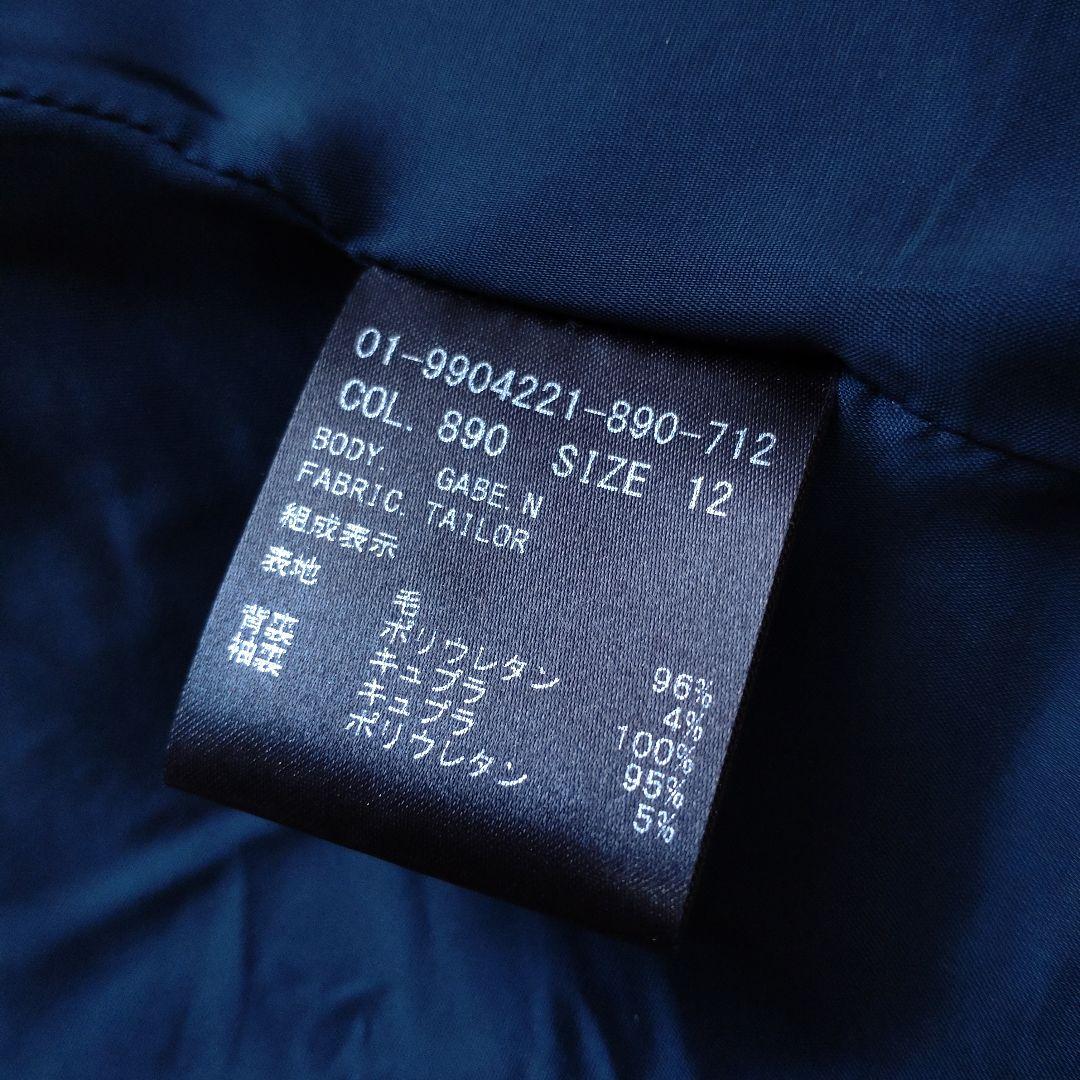 01-9904221-890-712
COL. 890 SIZE 12
BODY. GABE.N
FABRIC. TAILOR
組成表示
表地 毛 96%
ポリウレタン 4%
背裏 キュプラ 100%
袖裏 キュプラ 95%
ポリウレタン 5%